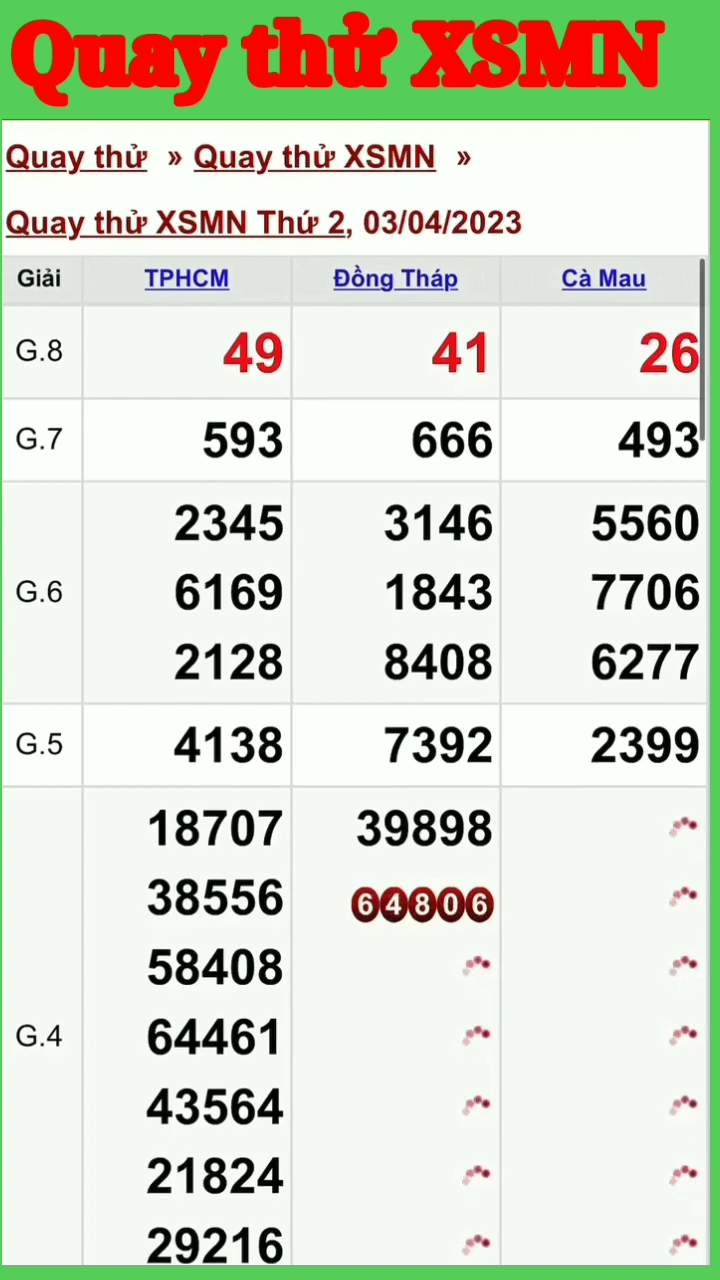 Quay thử XSMN
Quay thử » Quay thử XSMN »
Quay thử XSMN Thứ 2, 03/04/2023
Giải TPHCM Đồng Tháp Cà Mau
G.8 49 41 26
G.7 593 666 493
2345 3146 5560
G.6 6169 1843 7706
2128 8408 6277
G.5 4138 7392 2399
18707 39898
38556 64806
58408
G.4 64461
43564
21824
29216